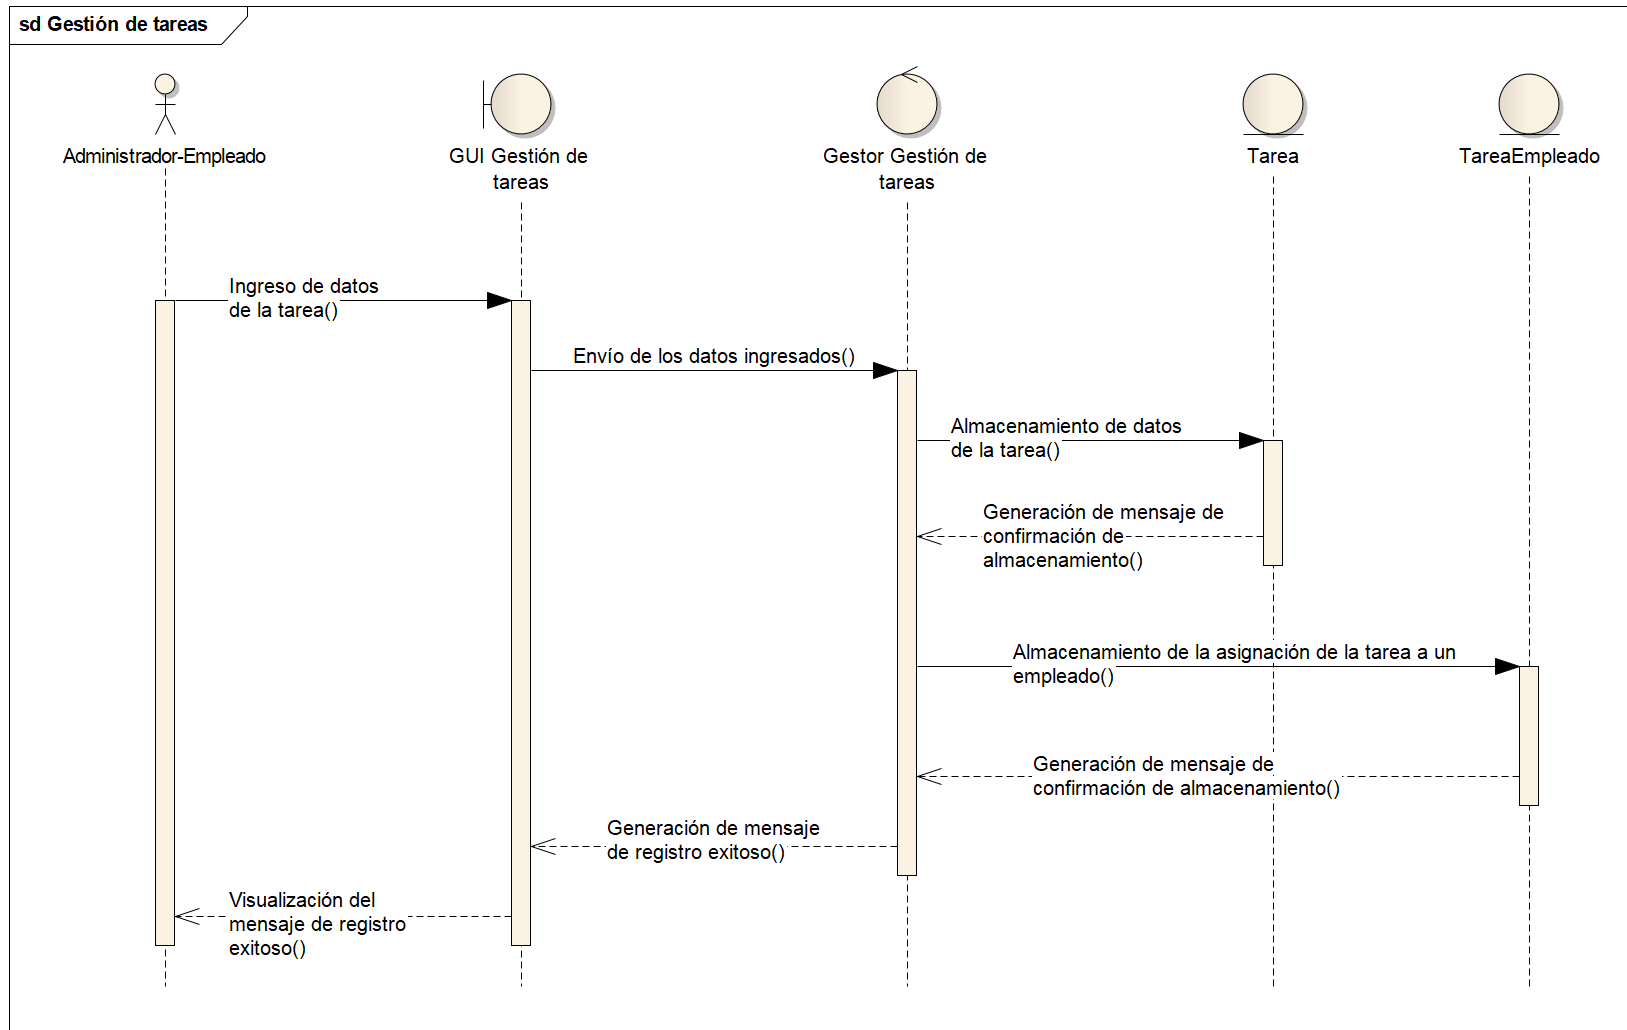 sd Gestión de tareas
Administrador-Empleado
GUI Gestión de
tareas
Gestor Gestión de
tareas
Tarea
TareaEmpleado
Ingreso de datos
de la tarea()
Envío de los datos ingresados()
Almacenamiento de datos
de la tarea()
Generación de mensaje de
confirmación de
almacenamiento()
Almacenamiento de la asignación de la tarea a un
empleado()
Generación de mensaje de
confirmación de almacenamiento()
Generación de mensaje
de registro exitoso()
Visualización del
mensaje de registro
exitoso()